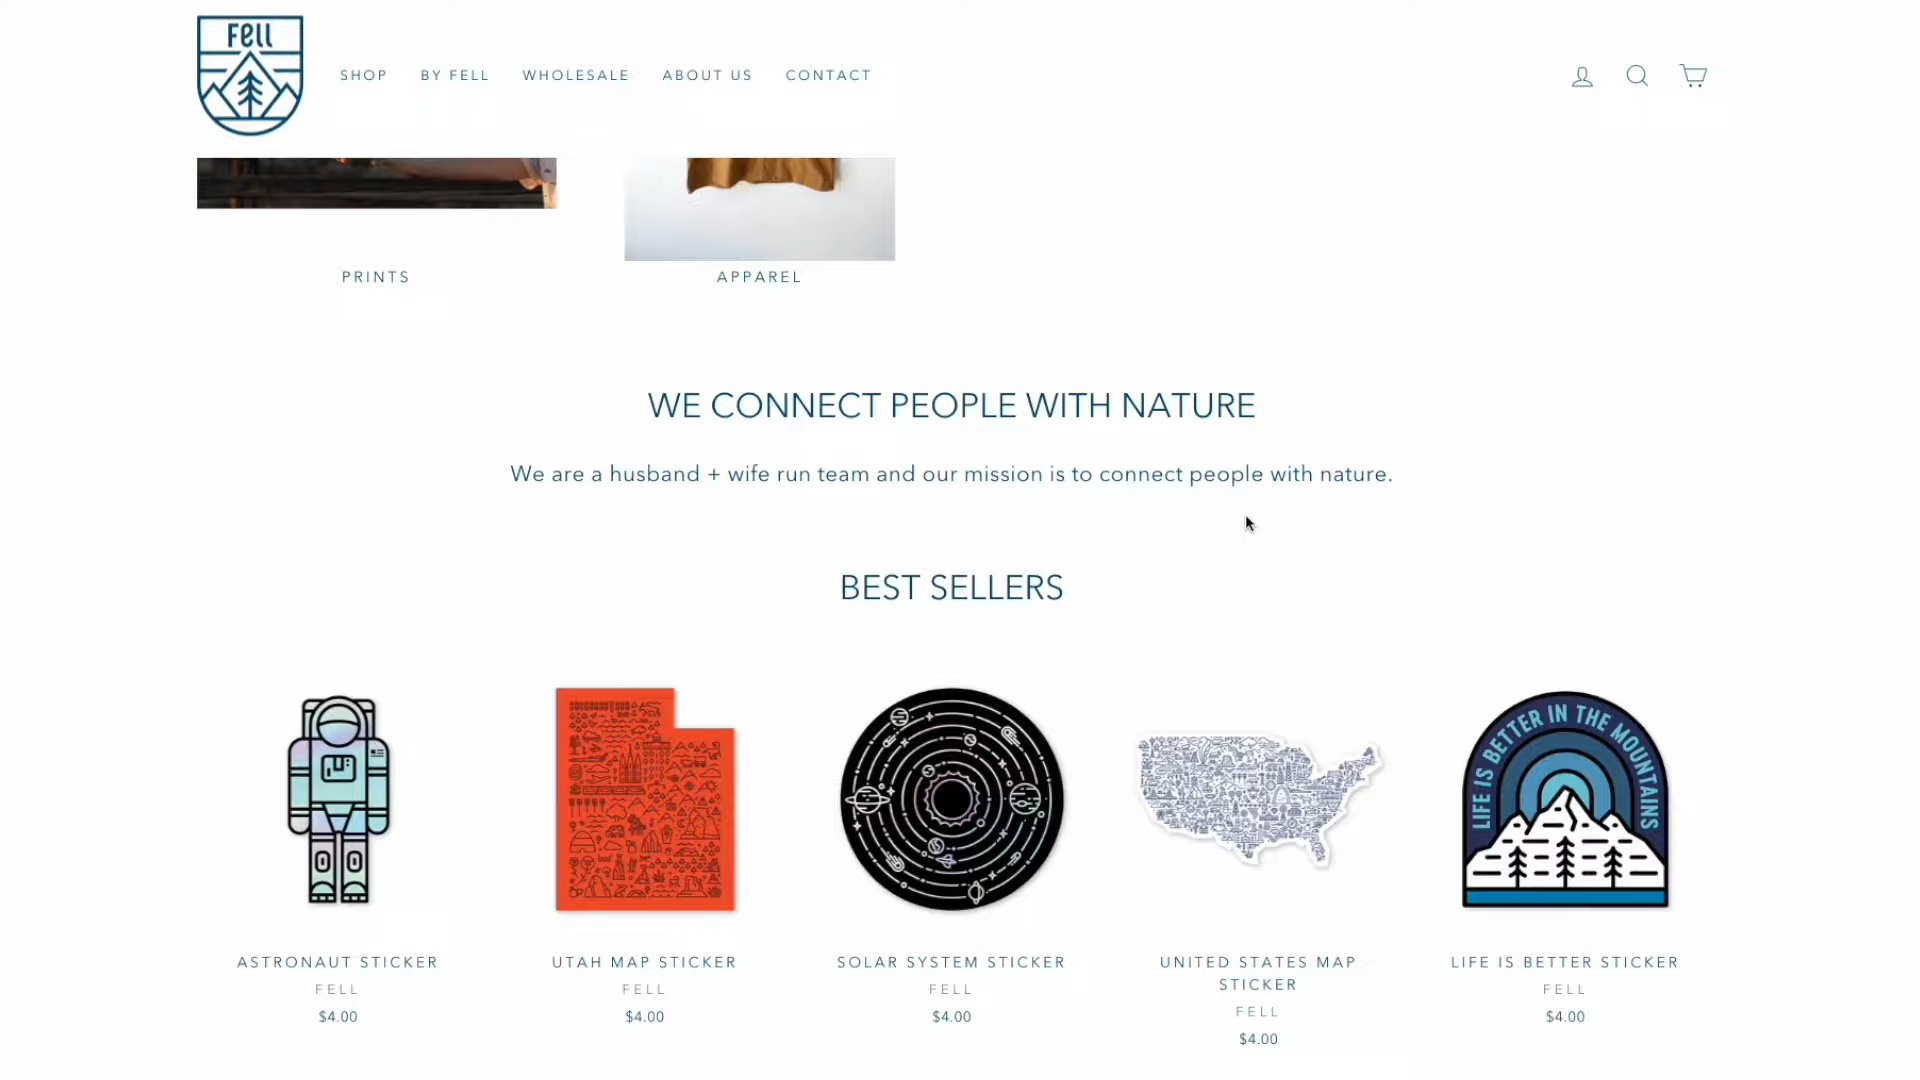 Fell
SHOP BY FELL WHOLESALE ABOUT US CONTACT
PRINTS APPAREL
WE CONNECT PEOPLE WITH NATURE
We are a husband + wife run team and our mission is to connect people with nature.
BEST SELLERS
LIFE IS BETTER IN THE MOUNTAINS
ASTRONAUT STICKER
FELL
$4.00
UTAH MAP STICKER
FELL
$4.00
SOLAR SYSTEM STICKER
FELL
$4.00
UNITED STATES MAP
STICKER
FELL
$4.00
LIFE IS BETTER STICKER
FELL
$4.00